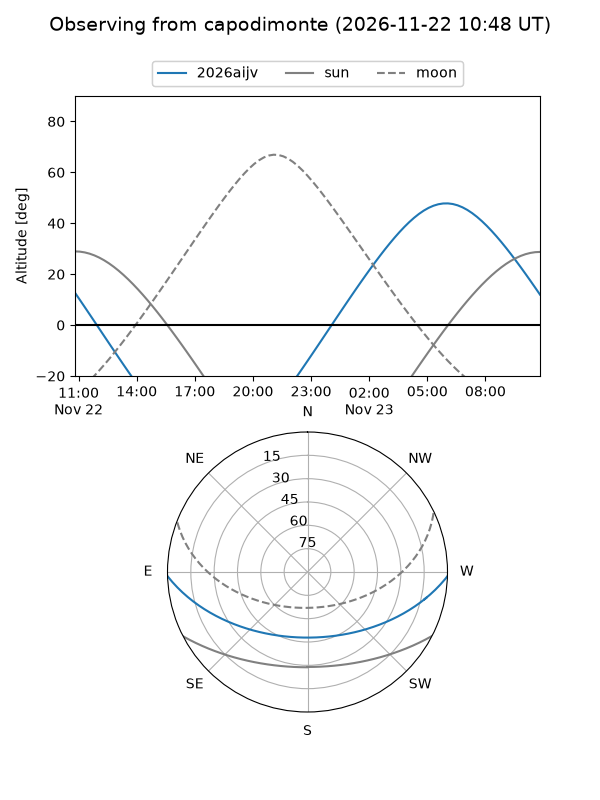 Observing from capodimonte (2026-11-22 10:48 UT)
2026aijv sun moon
Altitude [deg]
80
60
40
20
0
−20
11:00 14:00 17:00 20:00 23:00 02:00 05:00 08:00
Nov 22 Nov 23
N
NE NW
15
30
45
60
75
E W
SE SW
S